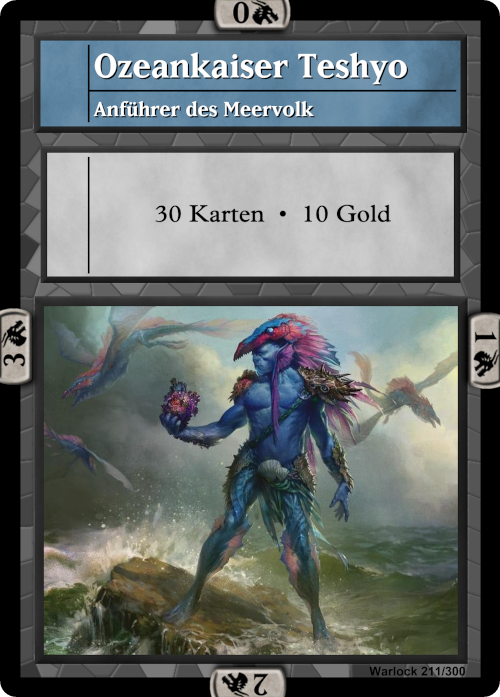 0
Ozeankaiser Teshyo
Anführer des Meervolk
30 Karten • 10 Gold
3
1
Warlock 211/300
2